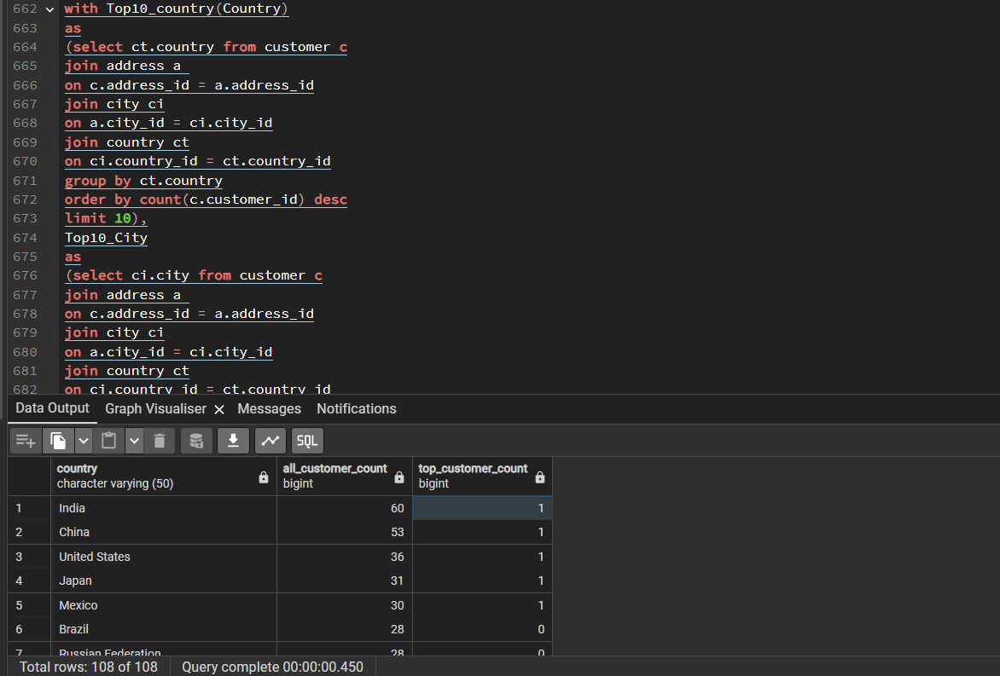 662 with Top10_country(Country)
663 as
664 (select ct.country from customer c
665 join address a
666 on c.address_id = a.address_id
667 join city ci
668 on a.city_id = ci.city_id
669 join country ct
670 on ci.country_id = ct.country_id
671 group by ct.country
672 order by count(c.customer_id) desc
673 limit 10),
674 Top10_City
675 as
676 (select ci.city from customer c
677 join address a
678 on c.address_id = a.address_id
679 join city ci
680 on a.city_id = ci.city_id
681 join country ct
682 on ci.country_id = ct.country_id
Data Output Graph Visualiser Messages Notifications
SQL
country all_customer_count top_customer_count
character varying (50) bigint bigint
1 India 60 1
2 China 53 1
3 United States 36 1
4 Japan 31 1
5 Mexico 30 1
6 Brazil 28 0
7 Russian Federation 28 0
Total rows: 108 of 108 Query complete 00:00:00.450